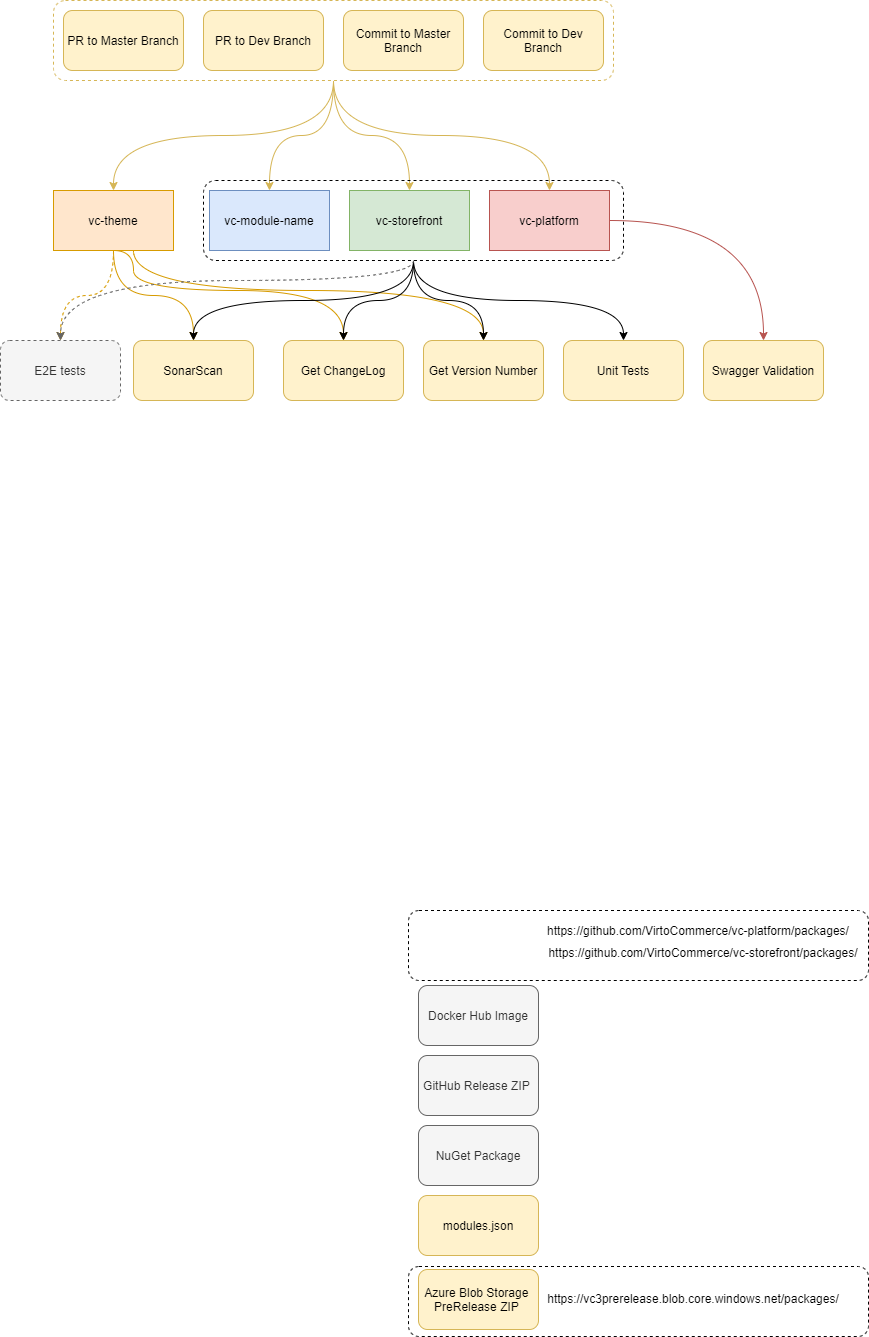 PR to Master Branch
PR to Dev Branch
Commit to Master
Branch
Commit to Dev
Branch
vc-theme
vc-module-name
vc-storefront
vc-platform
E2E tests
SonarScan
Get ChangeLog
Get Version Number
Unit Tests
Swagger Validation
https://github.com/VirtoCommerce/vc-platform/packages/
https://github.com/VirtoCommerce/vc-storefront/packages/
Docker Hub Image
GitHub Release ZIP
NuGet Package
modules.json
Azure Blob Storage
PreRelease ZIP
https://vc3prerelease.blob.core.windows.net/packages/